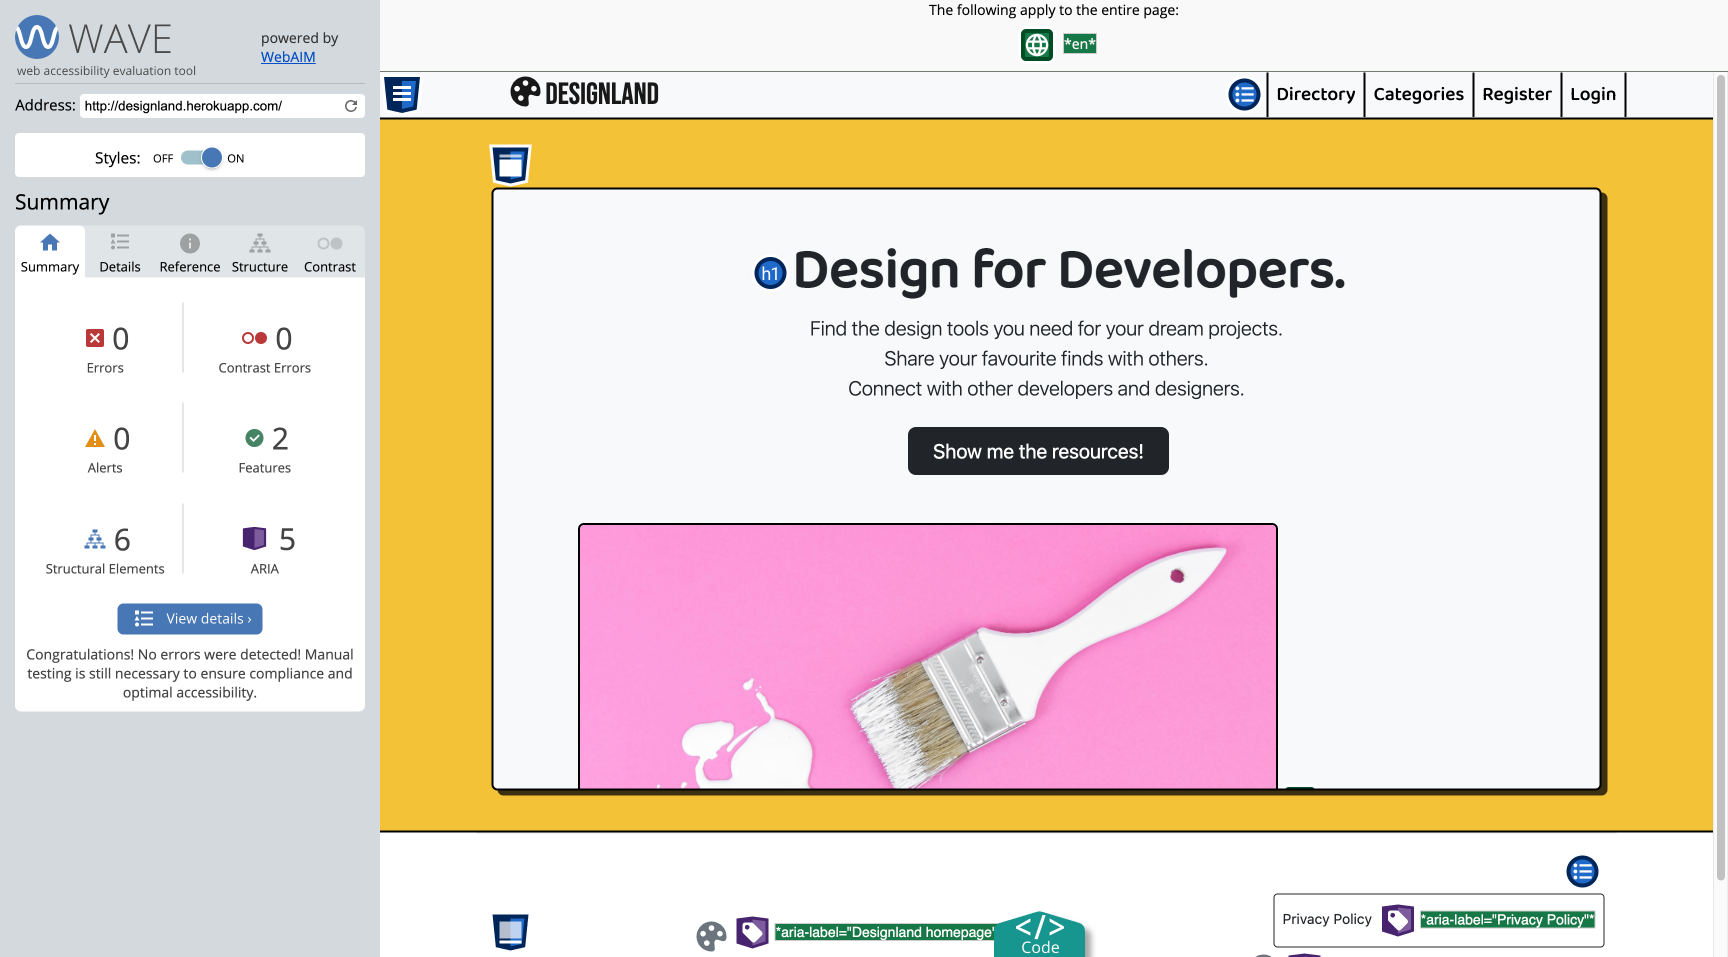 WAVE
web accessibility evaluation tool
powered by
WebAIM
Address: http://designland.herokuapp.com/
Styles: OFF ON
Summary
Summary Details Reference Structure Contrast
0
Errors
0
Contrast Errors
0
Alerts
2
Features
6
Structural Elements
5
ARIA
View details ›
Congratulations! No errors were detected! Manual
testing is still necessary to ensure compliance and
optimal accessibility.
The following apply to the entire page:
*en*
DESIGNLAND
Directory Categories Register Login
h1 Design for Developers.
Find the design tools you need for your dream projects.
Share your favourite finds with others.
Connect with other developers and designers.
Show me the resources!
*aria-label="Designland homepage"
</>
Code
Privacy Policy *aria-label="Privacy Policy"*